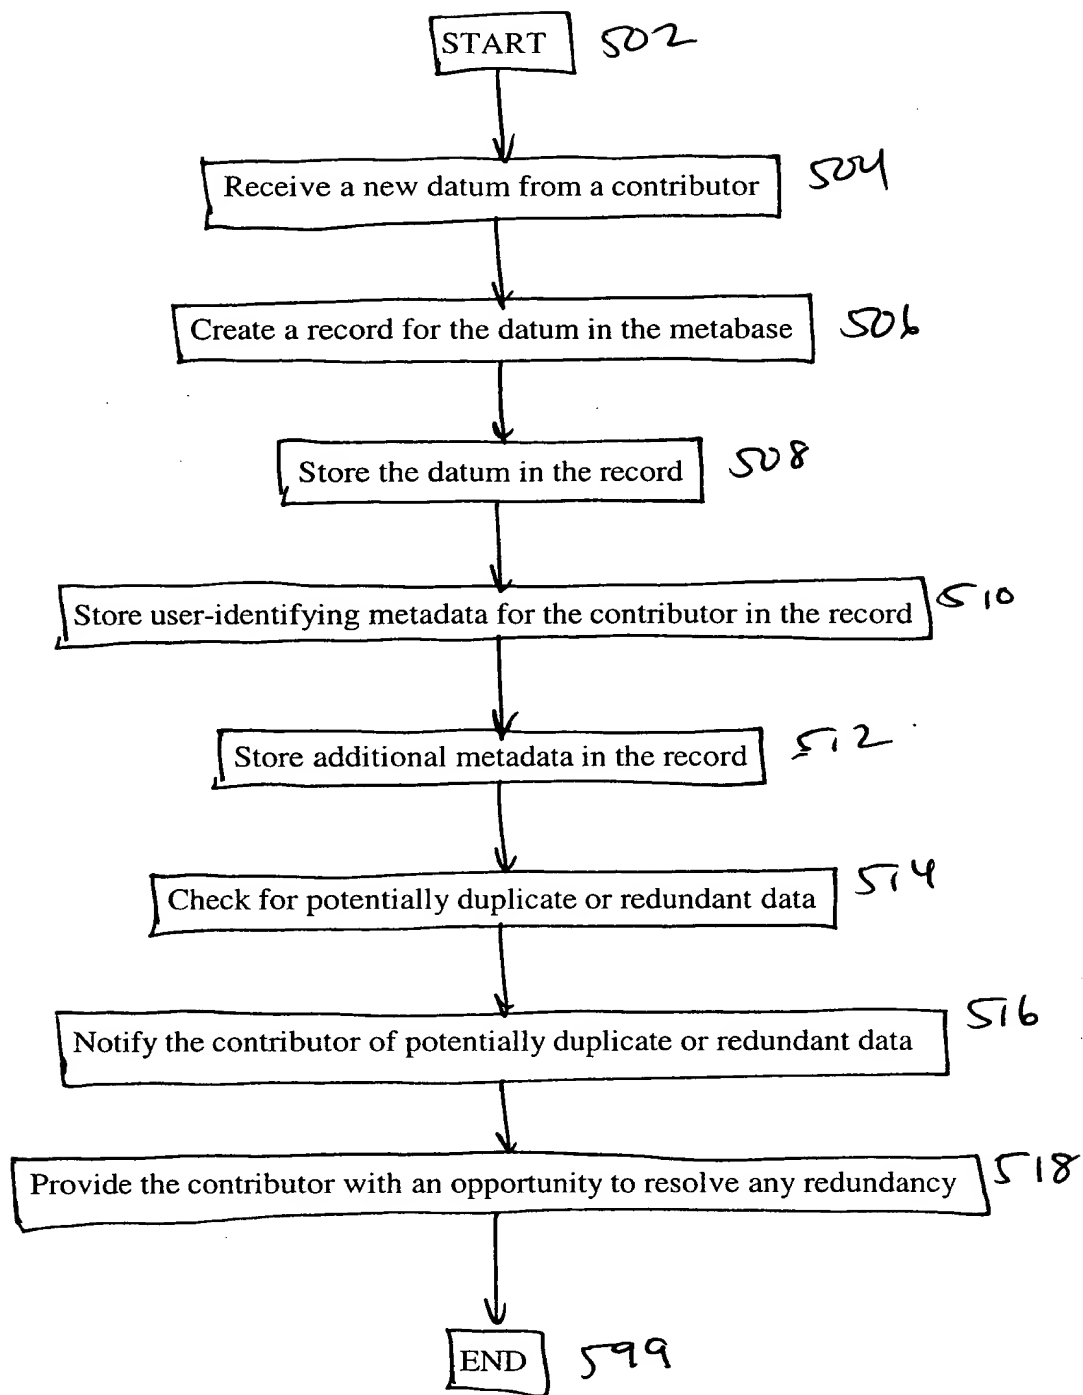 START 502
Receive a new datum from a contributor 504
Create a record for the datum in the metabase 506
Store the datum in the record 508
Store user-identifying metadata for the contributor in the record 510
Store additional metadata in the record 512
Check for potentially duplicate or redundant data 514
Notify the contributor of potentially duplicate or redundant data 516
Provide the contributor with an opportunity to resolve any redundancy 518
END 599